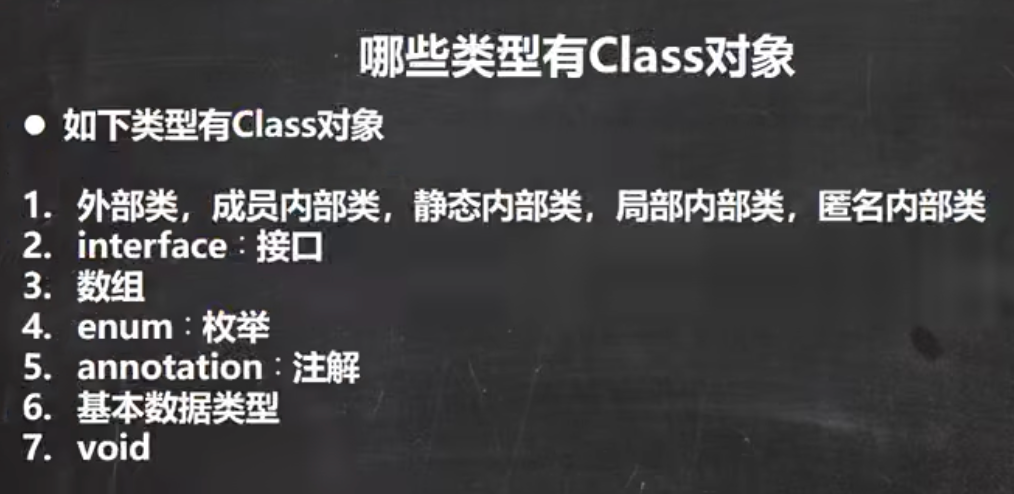 哪些类型有Class对象
● 如下类型有Class对象
1. 外部类，成员内部类，静态内部类，局部内部类，匿名内部类
2. interface：接口
3. 数组
4. enum：枚举
5. annotation：注解
6. 基本数据类型
7. void